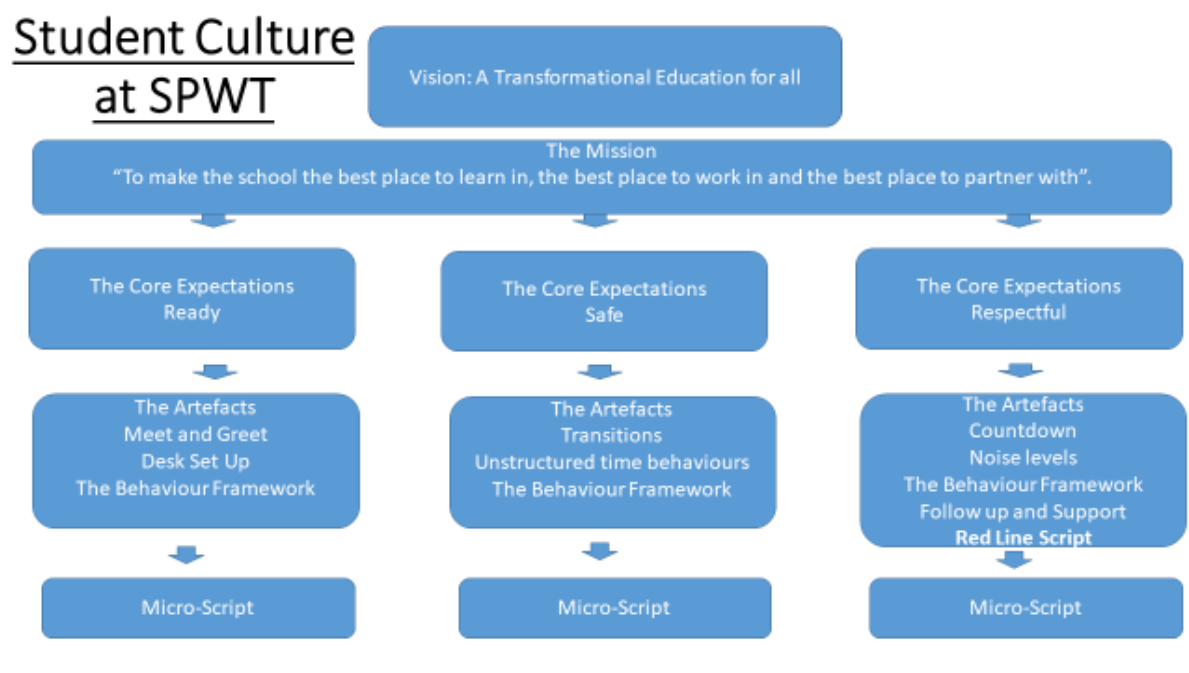 Student Culture
at SPWT
Vision: A Transformational Education for all
The Mission
“To make the school the best place to learn in, the best place to work in and the best place to partner with”.
The Core Expectations
Ready
The Core Expectations
Safe
The Core Expectations
Respectful
The Artefacts
Meet and Greet
Desk Set Up
The Behaviour Framework
The Artefacts
Transitions
Unstructured time behaviours
The Behaviour Framework
The Artefacts
Countdown
Noise levels
The Behaviour Framework
Follow up and Support
Red Line Script
Micro-Script
Micro-Script
Micro-Script